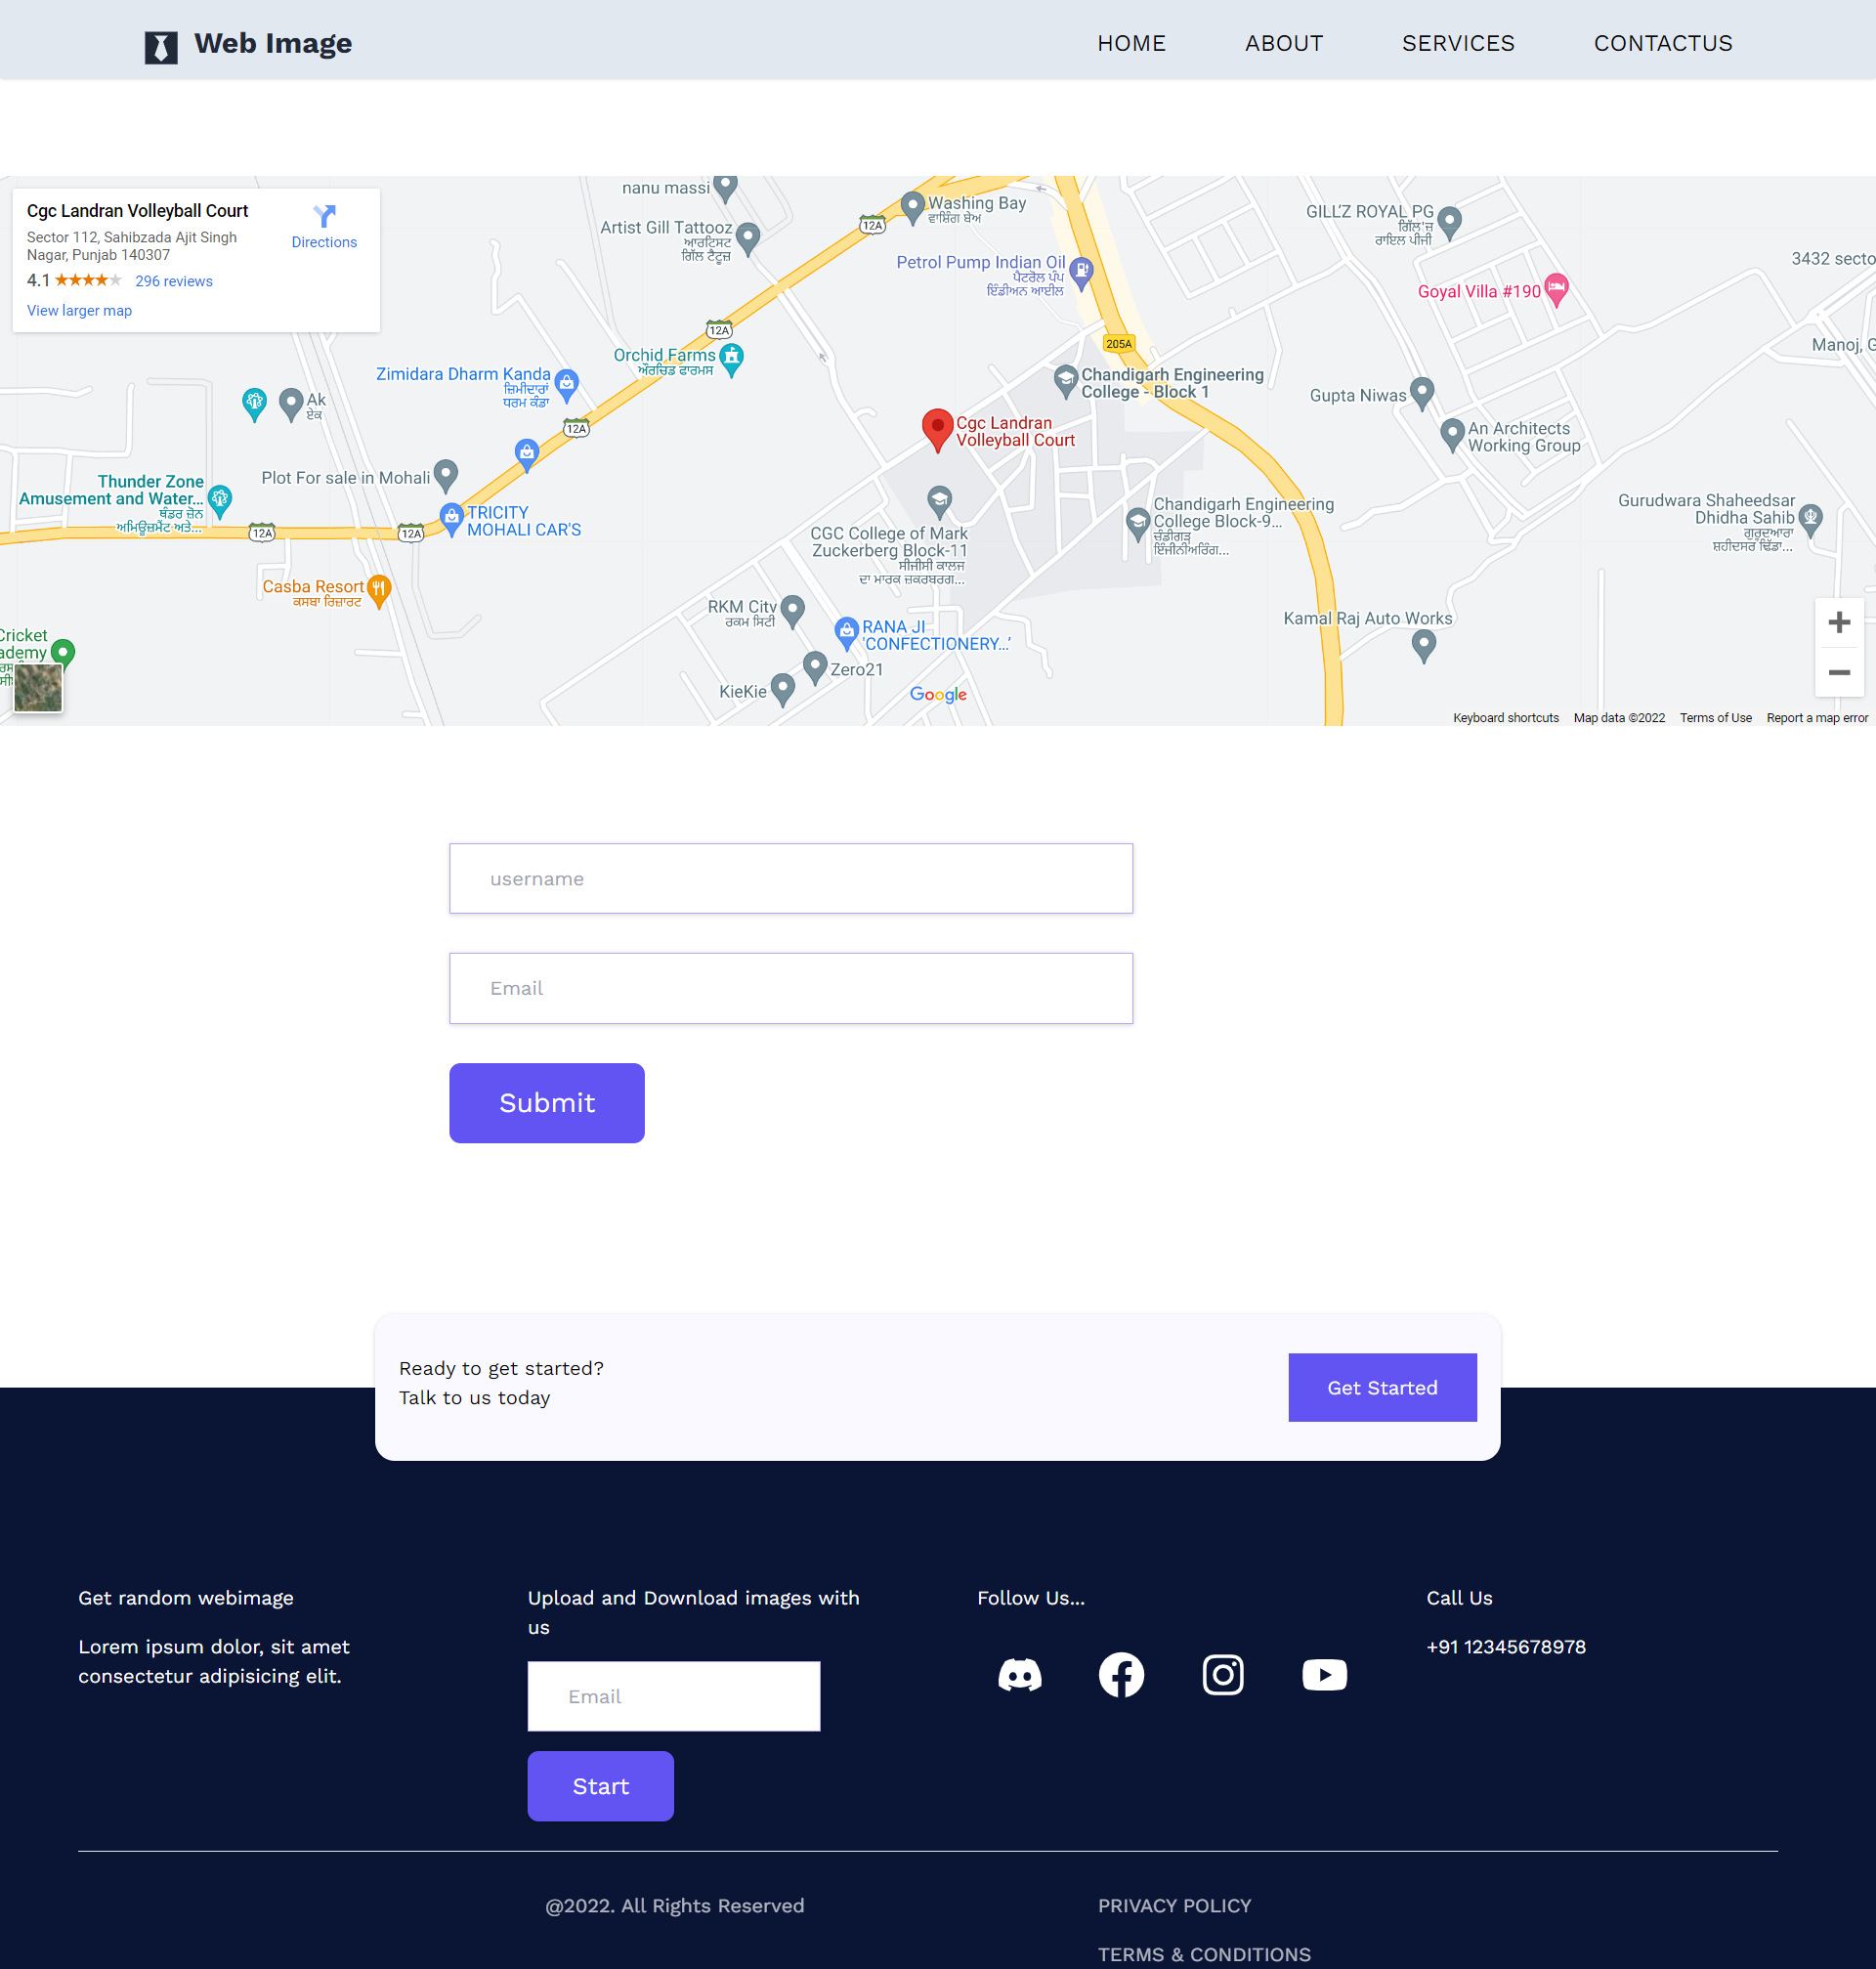 Web Image
HOME
ABOUT
SERVICES
CONTACTUS
Cgc Landran Volleyball Court
Sector 112, Sahibzada Ajit Singh
Nagar, Punjab 140307
4.1
296 reviews
View larger map
Directions
nanu massi
Artist Gill Tattooz
ਆਰਟਿਸਟ
ਗਿੱਲ ਟੈਟੂਜ਼
12A
Washing Bay
ਵਾਸ਼ਿੰਗ ਬੇਅ
Petrol Pump Indian Oil
ਪੈਟਰੋਲ ਪੰਪ
ਇੰਡੀਅਨ ਆਈਲ
GILL'Z ROYAL PG
ਗਿੱਲ'ਜ਼
ਰਾਇਲ ਪੀਜੀ
3432 secto
Goyal Villa #190
12A
205A
Manoj, G
Orchid Farms
ਔਰਚਿਡ ਫਾਰਮਸ
Zimidara Dharm Kanda
ਜ਼ਿਮੀਦਾਰਾਂ
ਧਰਮ ਕੰਡਾ
Chandigarh Engineering
College - Block 1
Gupta Niwas
Ak
ਏਕ
12A
Cgc Landran
Volleyball Court
An Architects
Working Group
Plot For sale in Mohali
Thunder Zone
Amusement and Water...
ਥੰਡਰ ਜ਼ੋਨ
ਅਮਿਊਜ਼ਮੈਂਟ ਅਤੇ...
12A
12A
TRICITY
MOHALI CAR'S
CGC College of Mark
Zuckerberg Block-11
ਸੀਜੀਸੀ ਕਾਲਜ
ਦਾ ਮਾਰਕ ਜ਼ਕਰਬਰਗ...
Chandigarh Engineering
College Block-9...
ਚੰਡੀਗੜ੍ਹ
ਇੰਜੀਨੀਅਰਿੰਗ...
Gurudwara Shaheedsar
Dhidha Sahib
ਗੁਰੂਦੁਆਰਾ
ਸ਼ਹੀਦਸਰ ਢਿੱਡਾ...
Casba Resort
ਕਸਬਾ ਰਿਜ਼ਾਰਟ
RKM City
ਰਕਮ ਸਿਟੀ
RANA JI
'CONFECTIONERY...'
Kamal Raj Auto Works
Cricket
ademy
Zero21
KieKie
Google
Keyboard shortcuts
Map data ©2022
Terms of Use
Report a map error
username
Email
Submit
Ready to get started?
Talk to us today
Get Started
Get random webimage
Lorem ipsum dolor, sit amet
consectetur adipisicing elit.
Upload and Download images with
us
Email
Start
Follow Us...
Call Us
+91 12345678978
@2022. All Rights Reserved
PRIVACY POLICY
TERMS & CONDITIONS